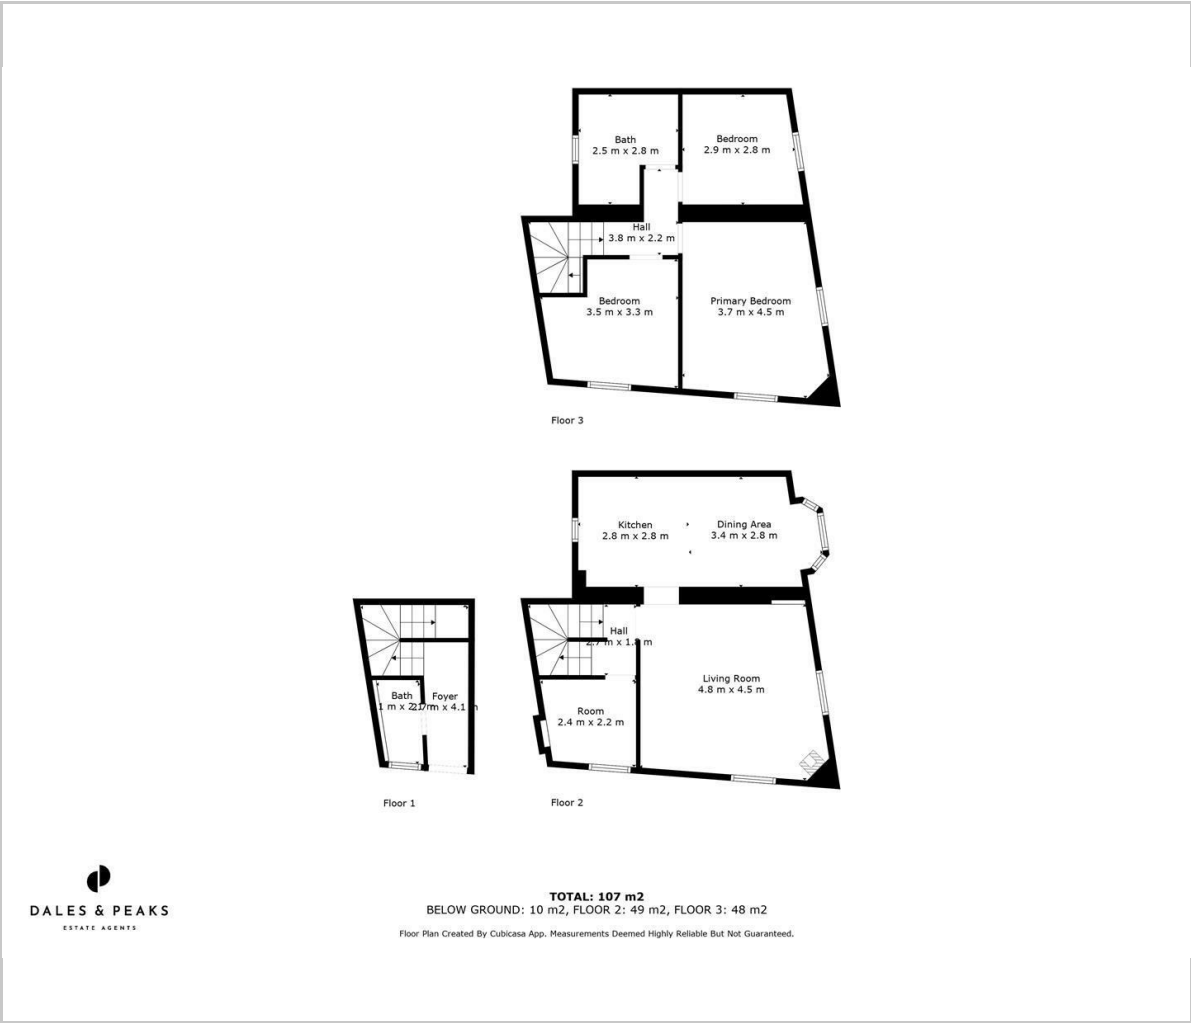 Bath
2.5 m x 2.8 m
Bedroom
2.9 m x 2.8 m
Hall
3.8 m x 2.2 m
Bedroom
3.5 m x 3.3 m
Primary Bedroom
3.7 m x 4.5 m
Floor 3
Kitchen
2.8 m x 2.8 m
Dining Area
3.4 m x 2.8 m
Hall
Living Room
4.8 m x 4.5 m
Room
2.4 m x 2.2 m
Bath
Foyer
m x 4.1
Floor 1
Floor 2
DALES & PEAKS
ESTATE AGENTS
TOTAL: 107 m2
BELOW GROUND: 10 m2, FLOOR 2: 49 m2, FLOOR 3: 48 m2
Floor Plan Created By Cubicasa App. Measurements Deemed Highly Reliable But Not Guaranteed.